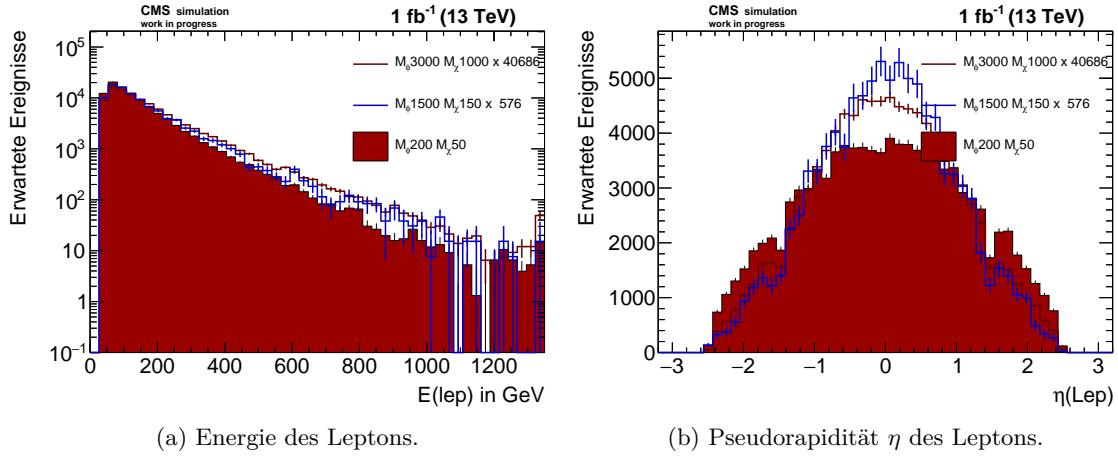 CMS simulation
work in progress
1 fb⁻¹ (13 TeV)
Erwartete Ereignisse
10⁵
10⁴
10³
10²
10
1
10⁻¹
M_ϕ3000 M_χ1000 x 40686
M_ϕ1500 M_χ150 x 576
M_ϕ200 M_χ50
0 200 400 600 800 1000 1200
E(lep) in GeV
(a) Energie des Leptons.
CMS simulation
work in progress
1 fb⁻¹ (13 TeV)
Erwartete Ereignisse
5000
4000
3000
2000
1000
0
M_ϕ3000 M_χ1000 x 40686
M_ϕ1500 M_χ150 x 576
M_ϕ200 M_χ50
−3 −2 −1 0 1 2 3
η(Lep)
(b) Pseudorapidität η des Leptons.